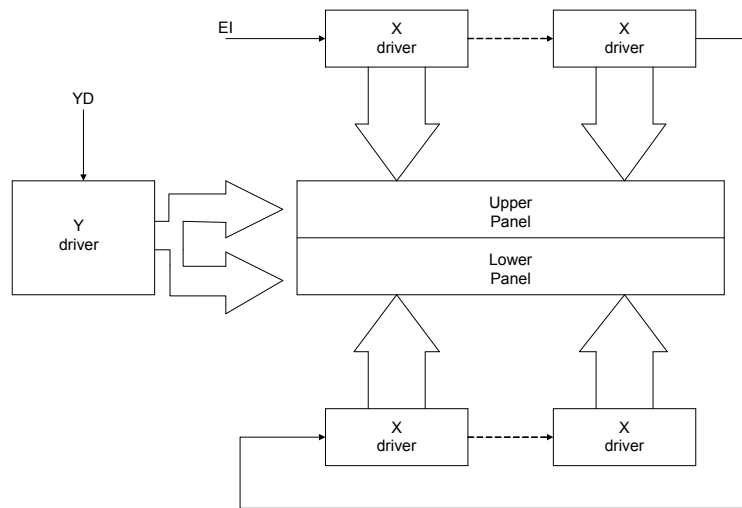 EI
X
driver
X
driver
YD
Y
driver
Upper
Panel
Lower
Panel
X
driver
X
driver